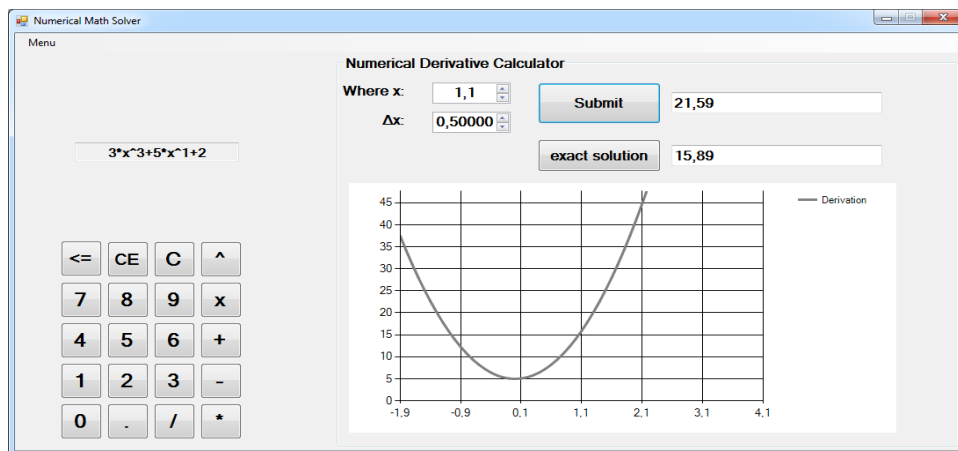 Numerical Math Solver
Menu
Numerical Derivative Calculator
Where x: 1,1 Submit 21,59
Δx: 0,50000
3*x^3+5*x^1+2 exact solution 15,89
Derivation
45
40
35
30
25
20
15
10
5
0
-1,9 -0,9 0,1 1,1 2,1 3,1 4,1
<= CE C ^
7 8 9 x
4 5 6 +
1 2 3 -
0 . / *